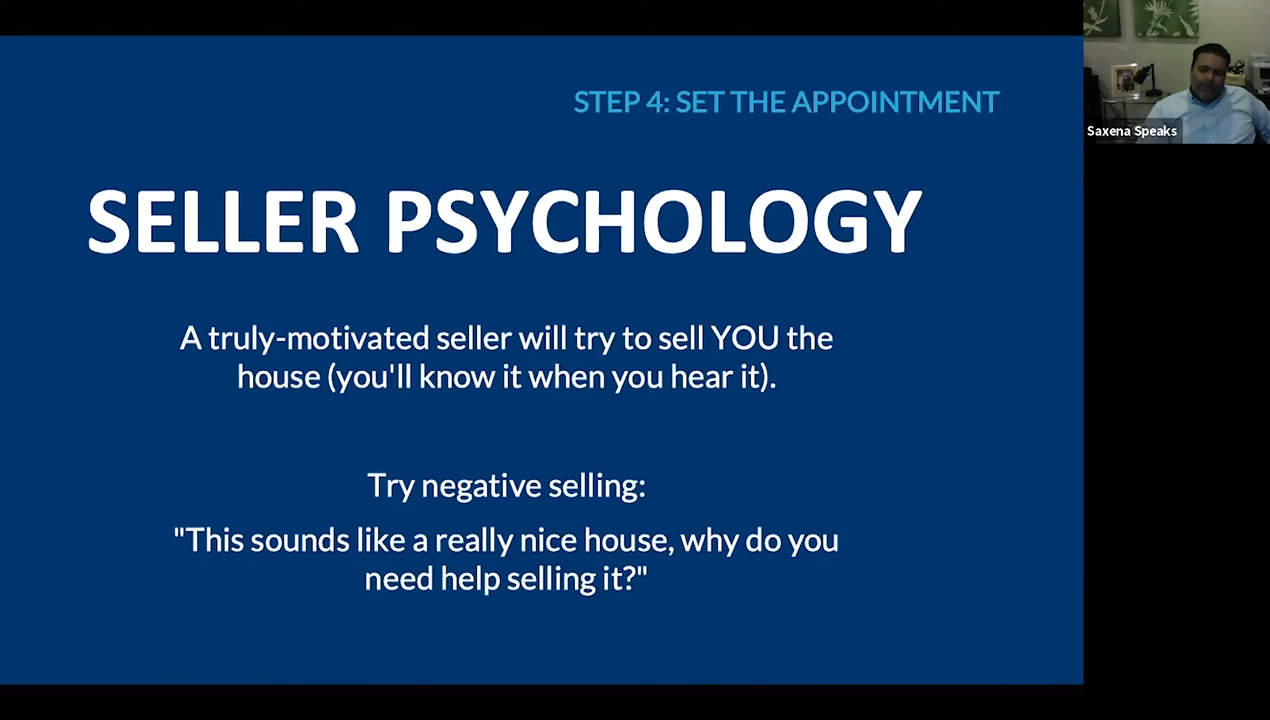 STEP 4: SET THE APPOINTMENT
Saxena Speaks
SELLER PSYCHOLOGY
A truly-motivated seller will try to sell YOU the
house (you'll know it when you hear it).
Try negative selling:
"This sounds like a really nice house, why do you
need help selling it?"